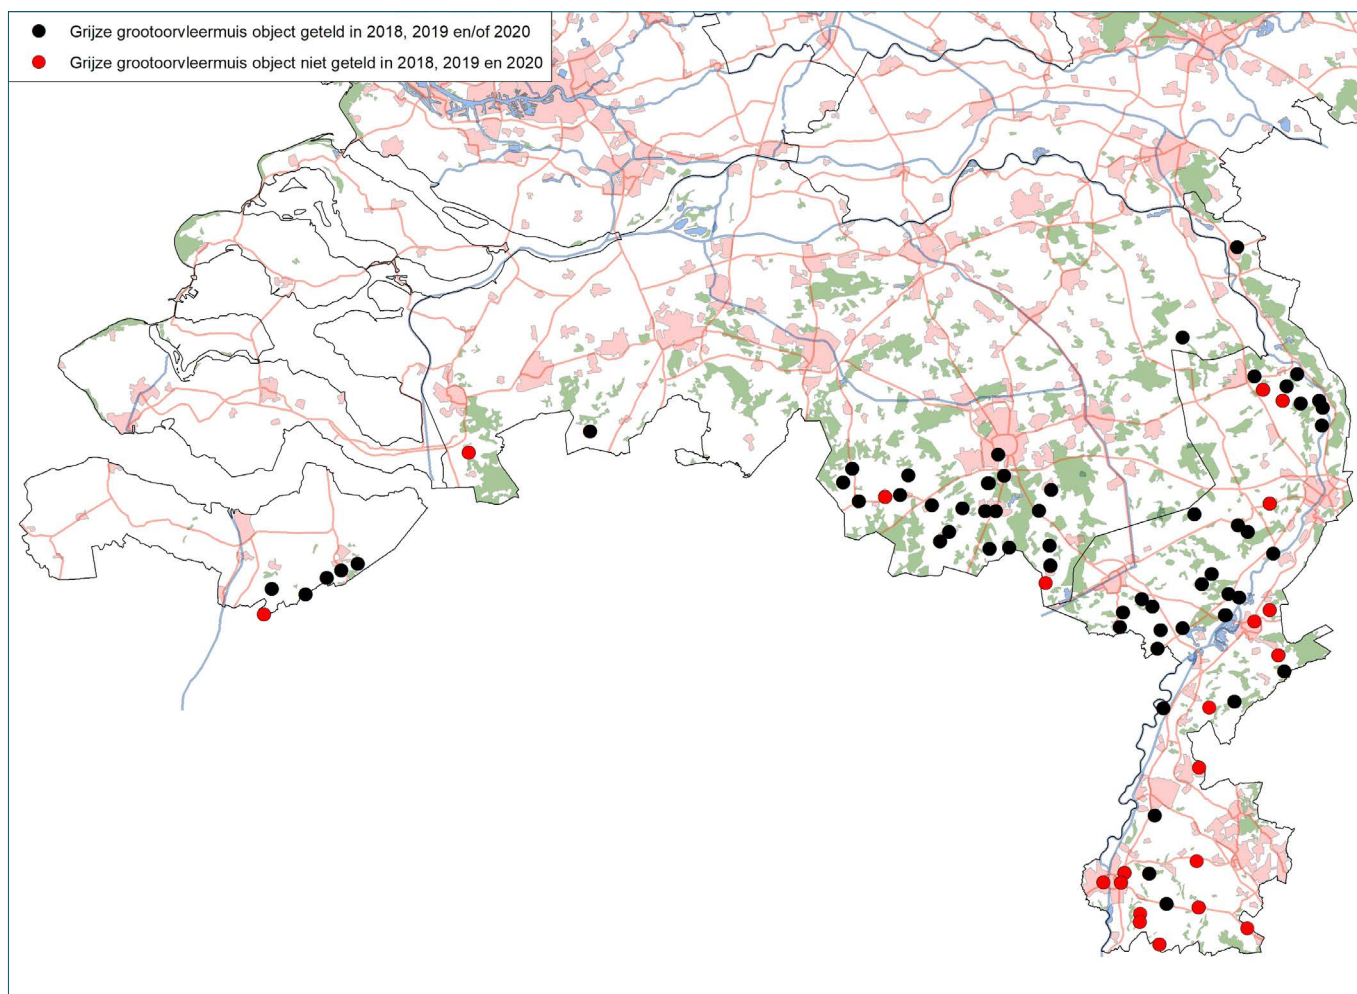 Grijze grootoorvleermuis object geteld in 2018, 2019 en/of 2020
Grijze grootoorvleermuis object niet geteld in 2018, 2019 en 2020